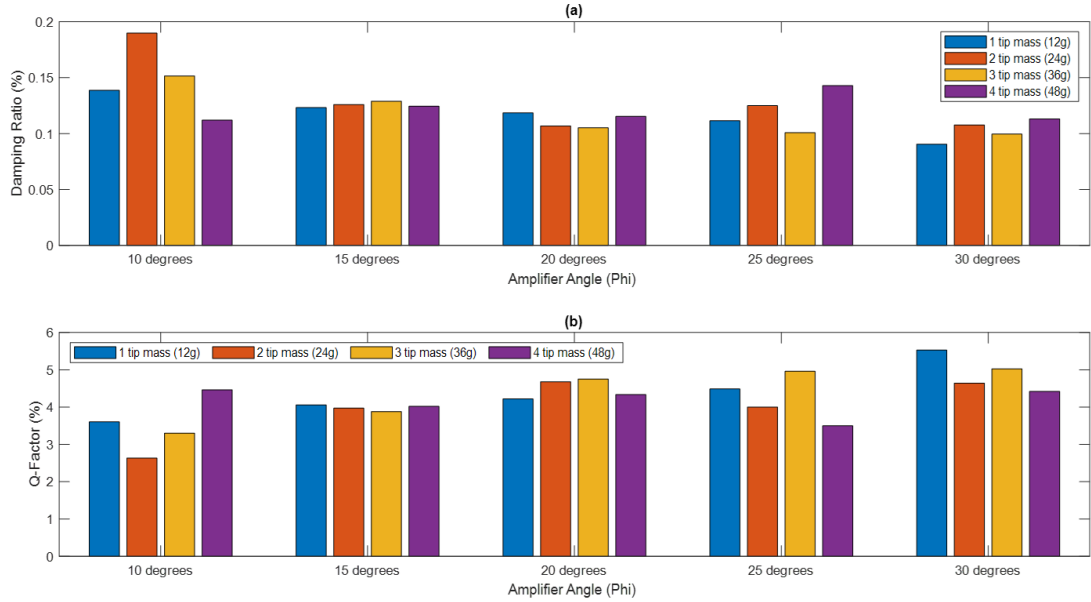 (a)
0.2
0.15
0.1
0.05
0
Damping Ratio (%)
1 tip mass (12g)
2 tip mass (24g)
3 tip mass (36g)
4 tip mass (48g)
10 degrees 15 degrees 20 degrees 25 degrees 30 degrees
Amplifier Angle (Phi)
(b)
6
5
4
3
2
1
0
Q-Factor (%)
1 tip mass (12g) 2 tip mass (24g) 3 tip mass (36g) 4 tip mass (48g)
10 degrees 15 degrees 20 degrees 25 degrees 30 degrees
Amplifier Angle (Phi)